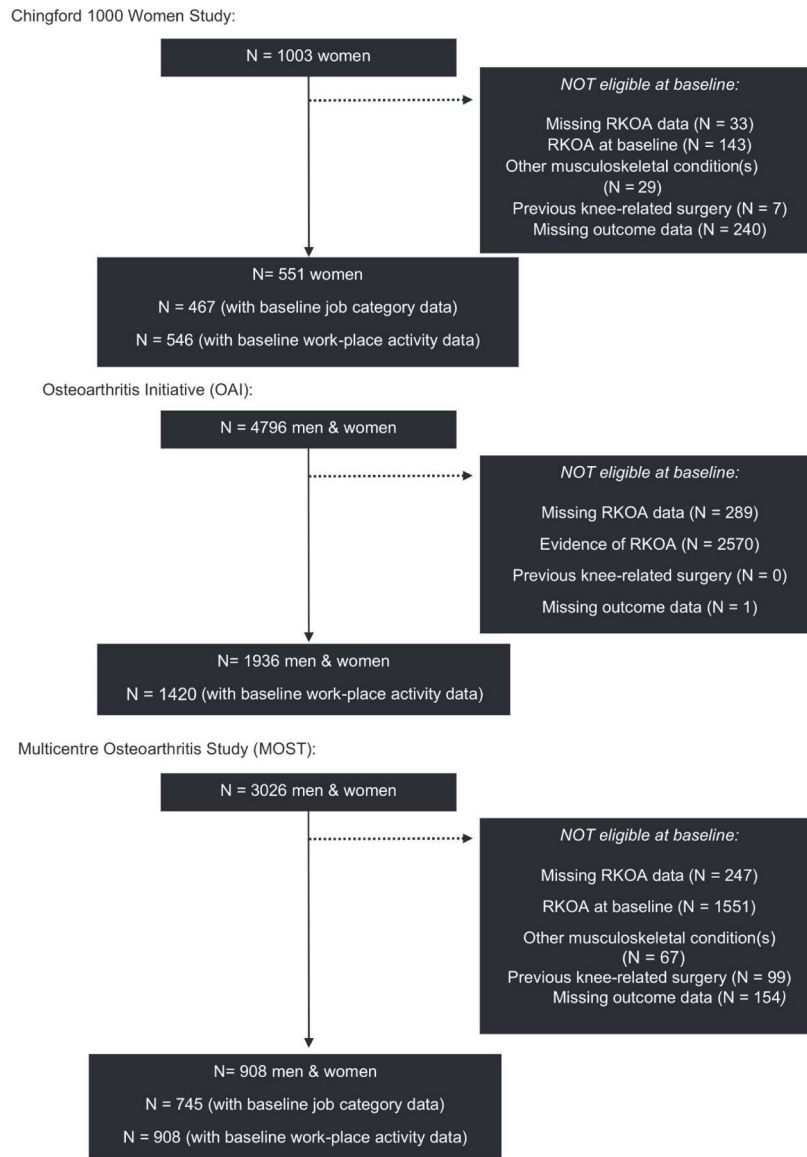 Chingford 1000 Women Study:
N = 1003 women
NOT eligible at baseline:
Missing RKOA data (N = 33)
RKOA at baseline (N = 143)
Other musculoskeletal condition(s)
(N = 29)
Previous knee-related surgery (N = 7)
Missing outcome data (N = 240)
N= 551 women
N = 467 (with baseline job category data)
N = 546 (with baseline work-place activity data)
Osteoarthritis Initiative (OAI):
N = 4796 men & women
NOT eligible at baseline:
Missing RKOA data (N = 289)
Evidence of RKOA (N = 2570)
Previous knee-related surgery (N = 0)
Missing outcome data (N = 1)
N= 1936 men & women
N = 1420 (with baseline work-place activity data)
Multicentre Osteoarthritis Study (MOST):
N = 3026 men & women
NOT eligible at baseline:
Missing RKOA data (N = 247)
RKOA at baseline (N = 1551)
Other musculoskeletal condition(s)
(N = 67)
Previous knee-related surgery (N = 99)
Missing outcome data (N = 154)
N= 908 men & women
N = 745 (with baseline job category data)
N = 908 (with baseline work-place activity data)